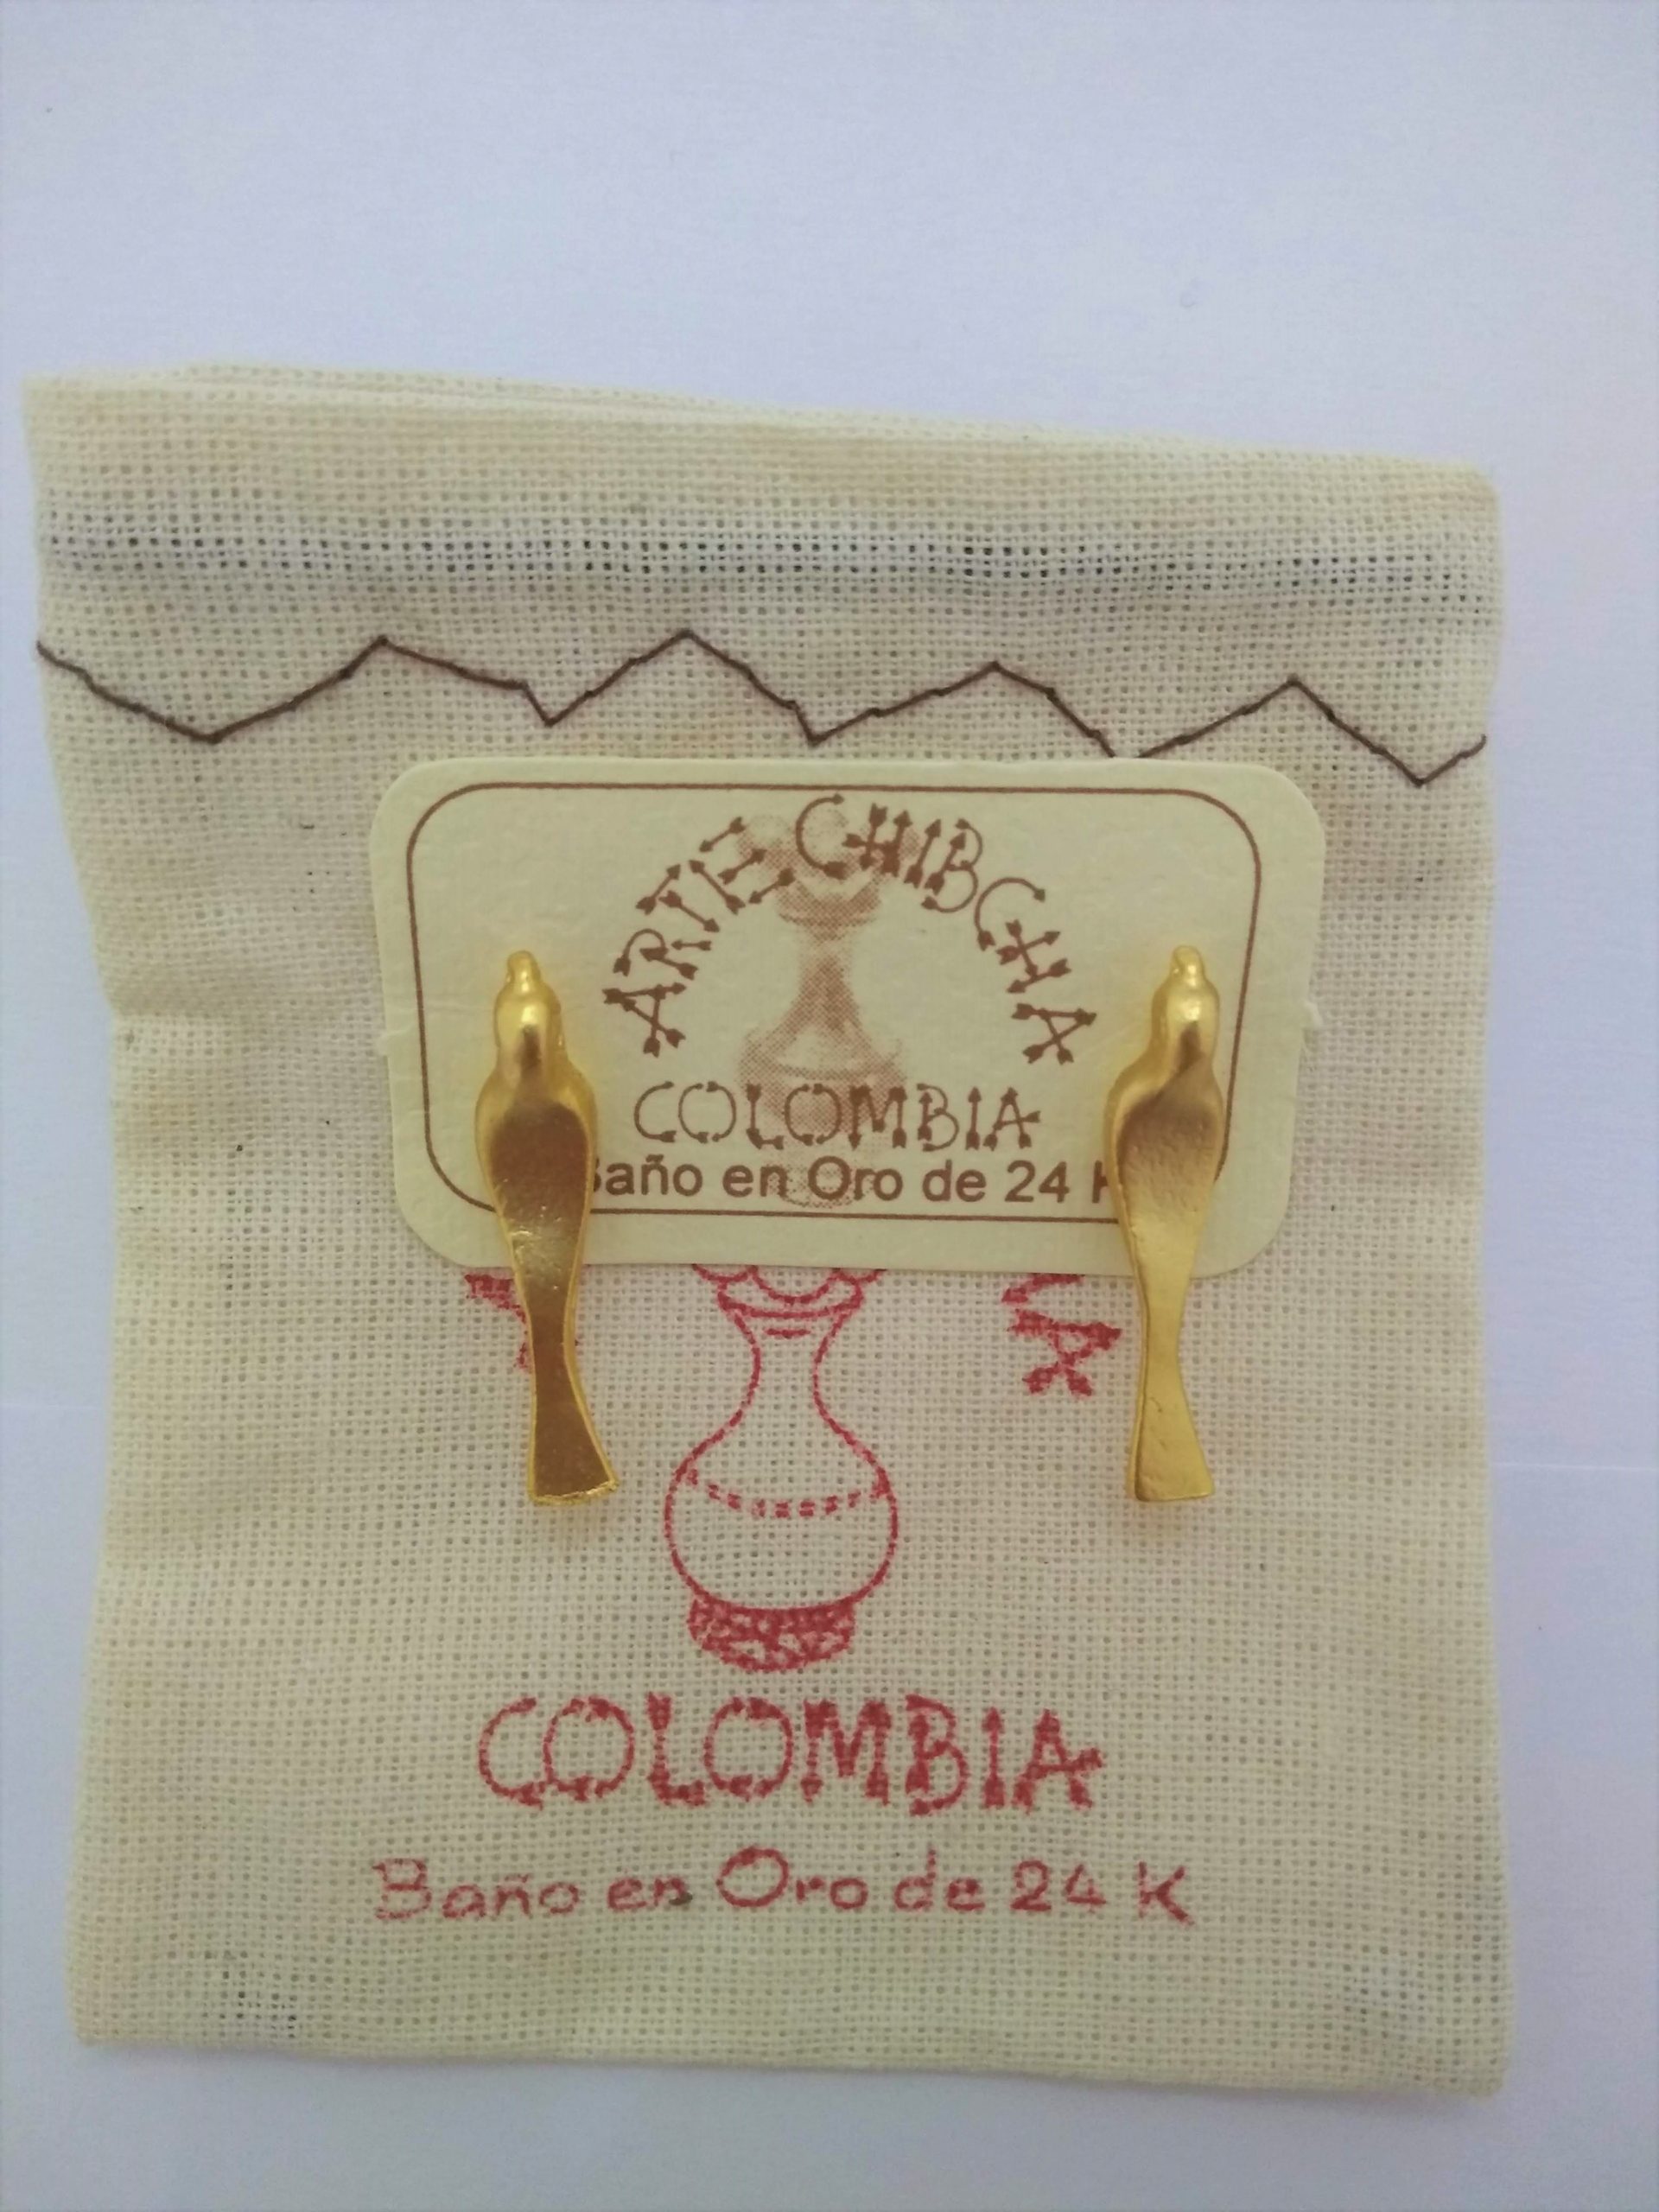 ARTE CHIBCHA
COLOMBIA
Baño en Oro de 24 K
COLOMBIA
Baño en Oro de 24 K